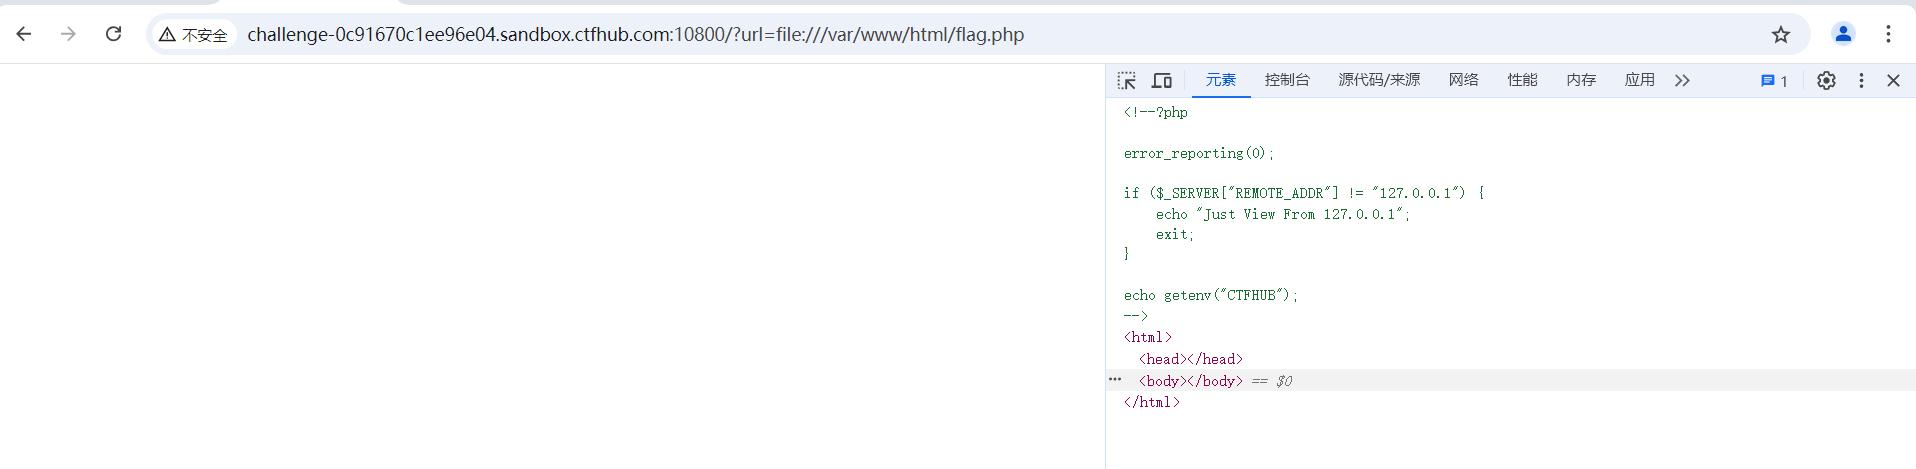 不安全 challenge-0c91670c1ee96e04.sandbox.ctfhub.com:10800/?url=file:///var/www/html/flag.php
元素 控制台 源代码/来源 网络 性能 内存 应用 1
<!--?php
error_reporting(0);
if ($_SERVER["REMOTE_ADDR"] != "127.0.0.1") {
echo "Just View From 127.0.0.1";
exit;
}
echo getenv("CTFHUB");
-->
<html>
<head></head>
··· <body></body> == $0
</html>